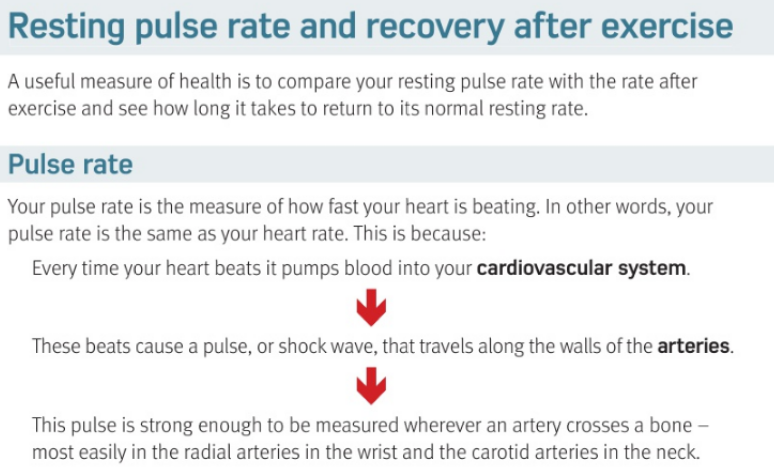 Resting pulse rate and recovery after exercise
A useful measure of health is to compare your resting pulse rate with the rate after
exercise and see how long it takes to return to its normal resting rate.
Pulse rate
Your pulse rate is the measure of how fast your heart is beating. In other words, your
pulse rate is the same as your heart rate. This is because:
Every time your heart beats it pumps blood into your cardiovascular system.
These beats cause a pulse, or shock wave, that travels along the walls of the arteries.
This pulse is strong enough to be measured wherever an artery crosses a bone –
most easily in the radial arteries in the wrist and the carotid arteries in the neck.